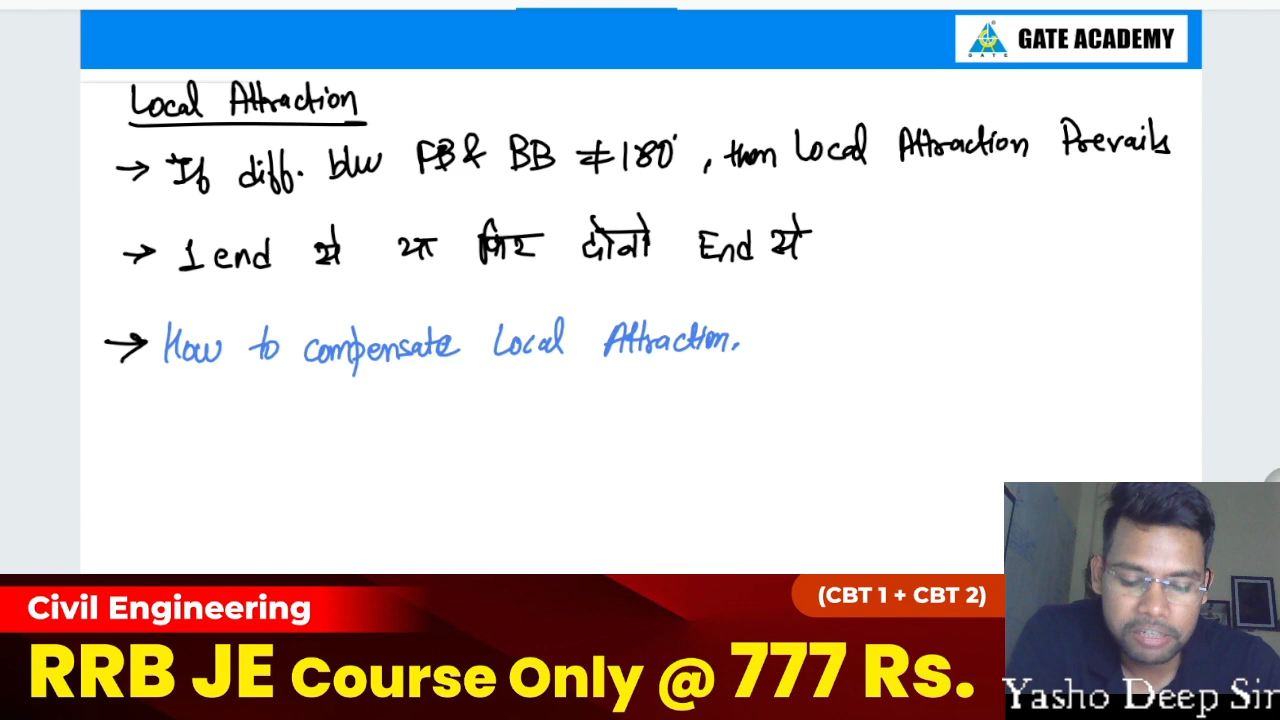 GATE ACADEMY
GATE
Local Attraction
→ If diff. b/w FB & BB ≠ 180°, then Local Attraction Prevails
→ 1 end से या फिर दोनो End से
→ How to compensate Local Attraction.
Civil Engineering
(CBT 1 + CBT 2)
RRB JE Course Only @ 777 Rs.
Yasho Deep Sir